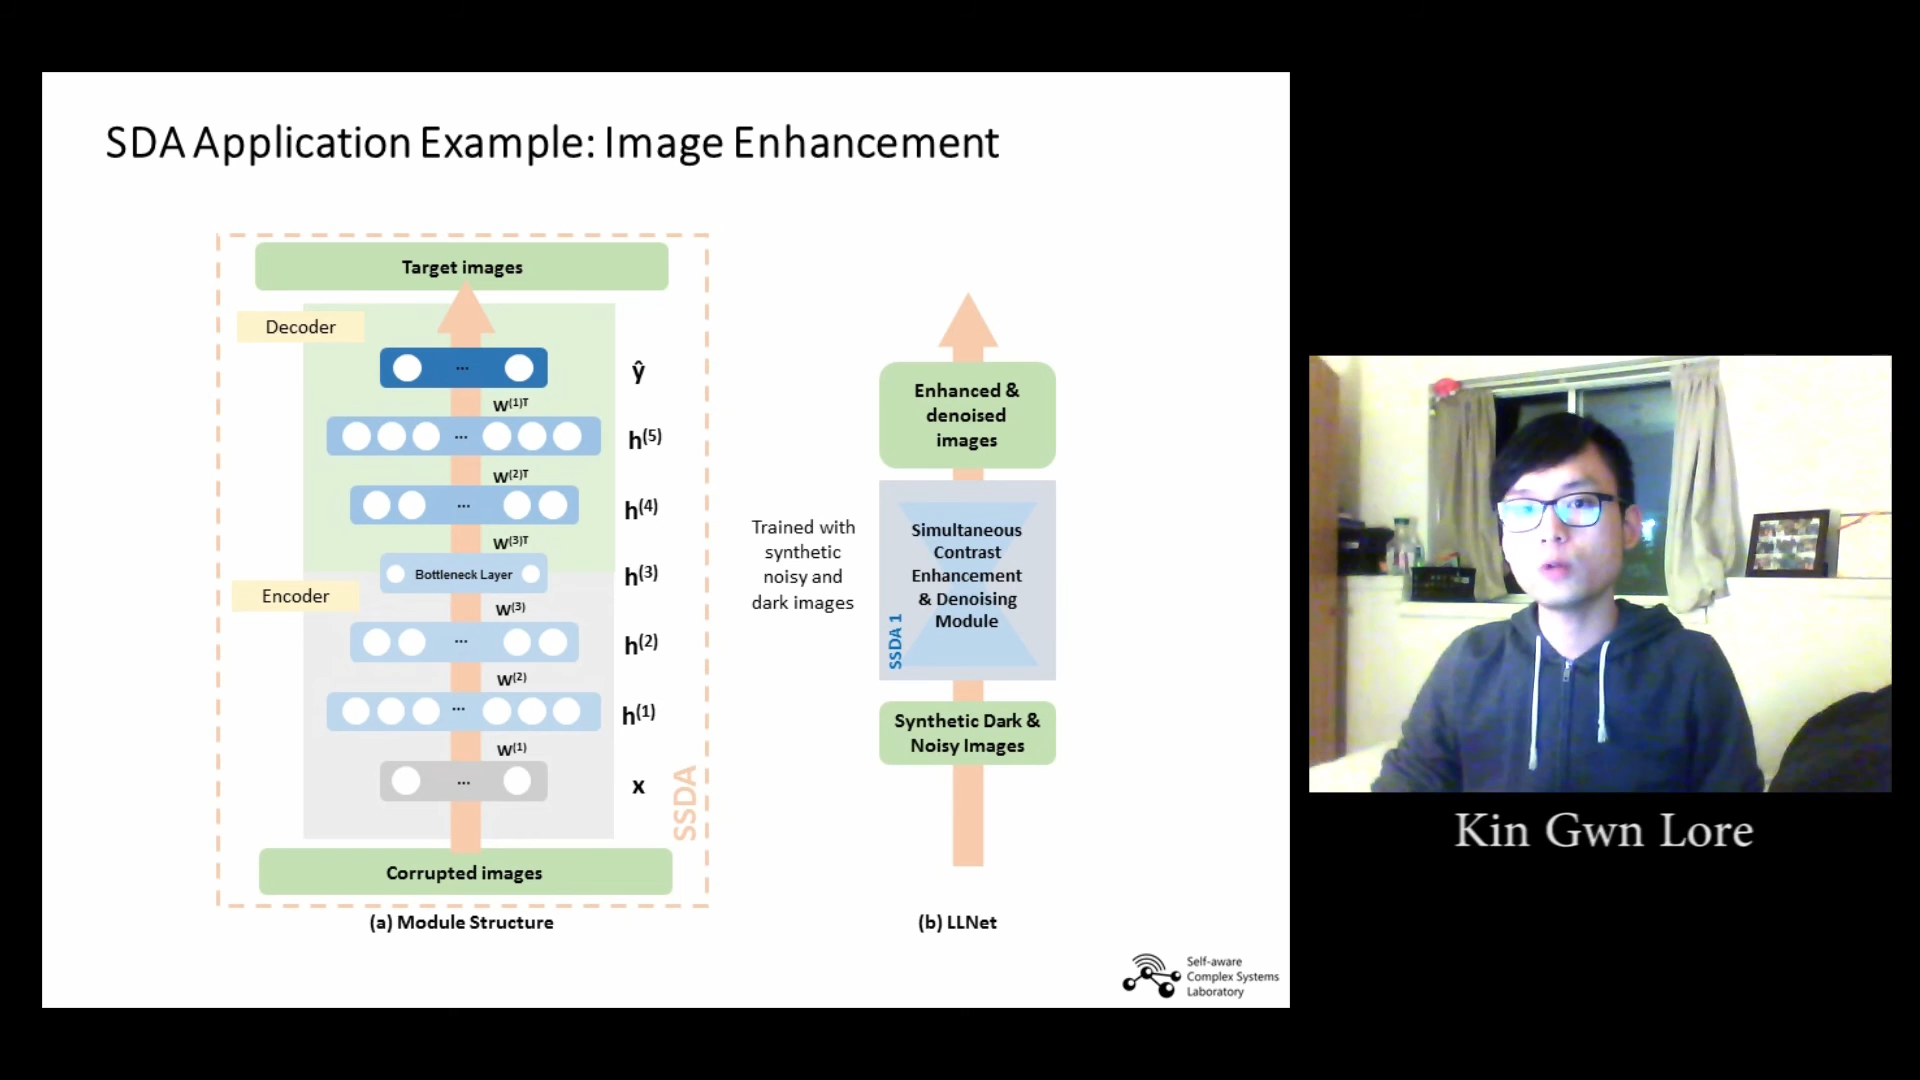 SDA Application Example: Image Enhancement
Target images
Decoder
...
ŷ
W(1)T
...
h(5)
W(2)T
...
h(4)
W(3)T
Bottleneck Layer
h(3)
Encoder
W(3)
...
h(2)
W(2)
...
h(1)
W(1)
...
x
SSDA
Corrupted images
(a) Module Structure
Enhanced &
denoised
images
Trained with
synthetic
noisy and
dark images
Simultaneous
Contrast
Enhancement
& Denoising
Module
SSDA 1
Synthetic Dark &
Noisy Images
(b) LLNet
Self-aware
Complex Systems
Laboratory
Kin Gwn Lore